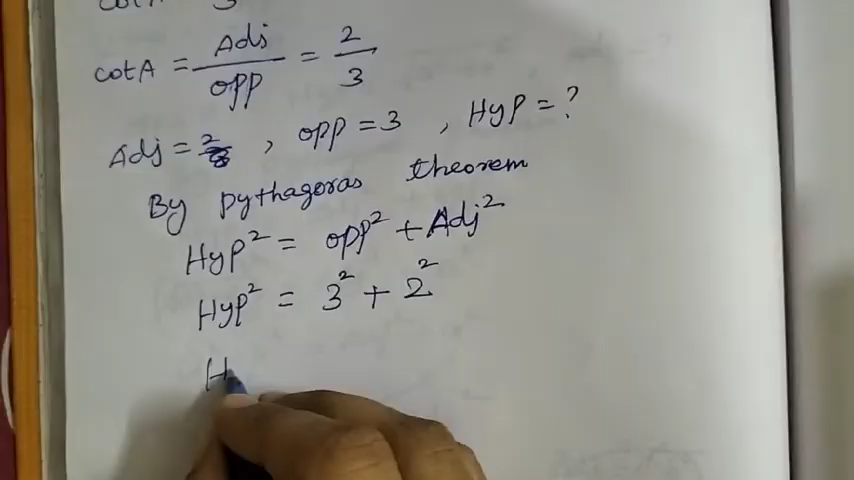 cotA = Adj/opp = 2/3
Adj = 2, opp = 3, Hyp = ?
By pythagoras theorem
Hyp² = opp² + Adj²
Hyp² = 3² + 2²
H